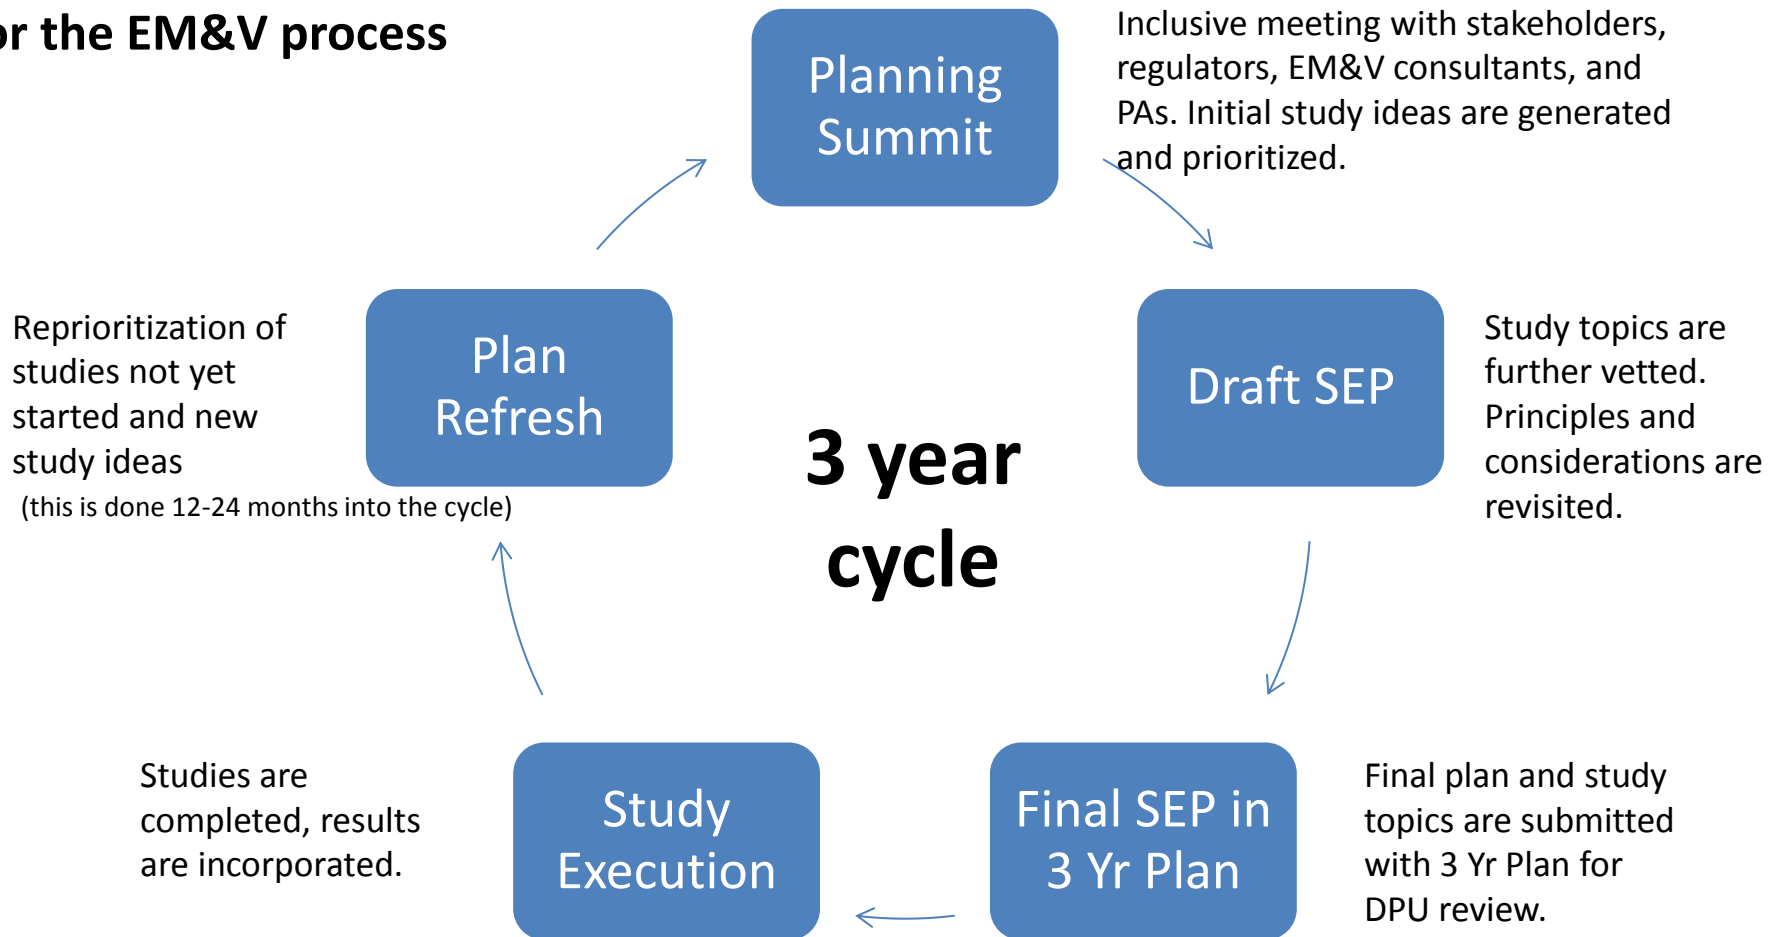 or the EM&V process
Planning
Summit
Inclusive meeting with stakeholders,
regulators, EM&V consultants, and
PAs. Initial study ideas are generated
and prioritized.
Reprioritization of
studies not yet
started and new
study ideas
(this is done 12-24 months into the cycle)
Plan
Refresh
3 year
cycle
Draft SEP
Study topics are
further vetted.
Principles and
considerations are
revisited.
Studies are
completed, results
are incorporated.
Study
Execution
Final SEP in
3 Yr Plan
Final plan and study
topics are submitted
with 3 Yr Plan for
DPU review.